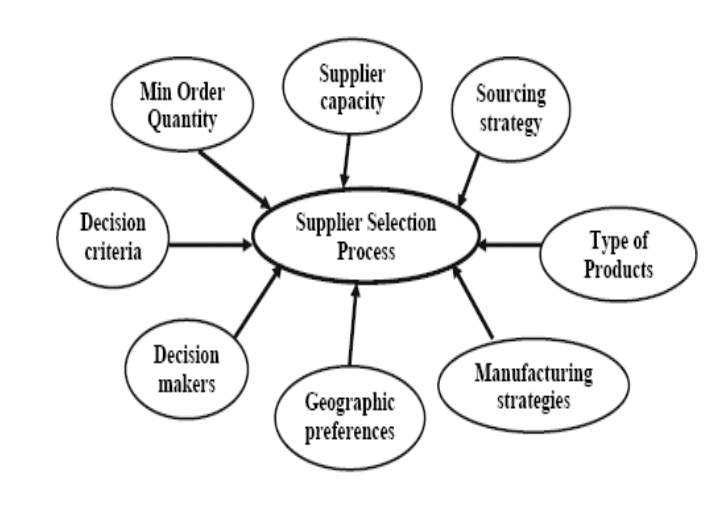 Supplier
capacity
Min Order
Quantity
Sourcing
strategy
Decision
criteria
Supplier Selection
Process
Type of
Products
Decision
makers
Geographic
preferences
Manufacturing
strategies